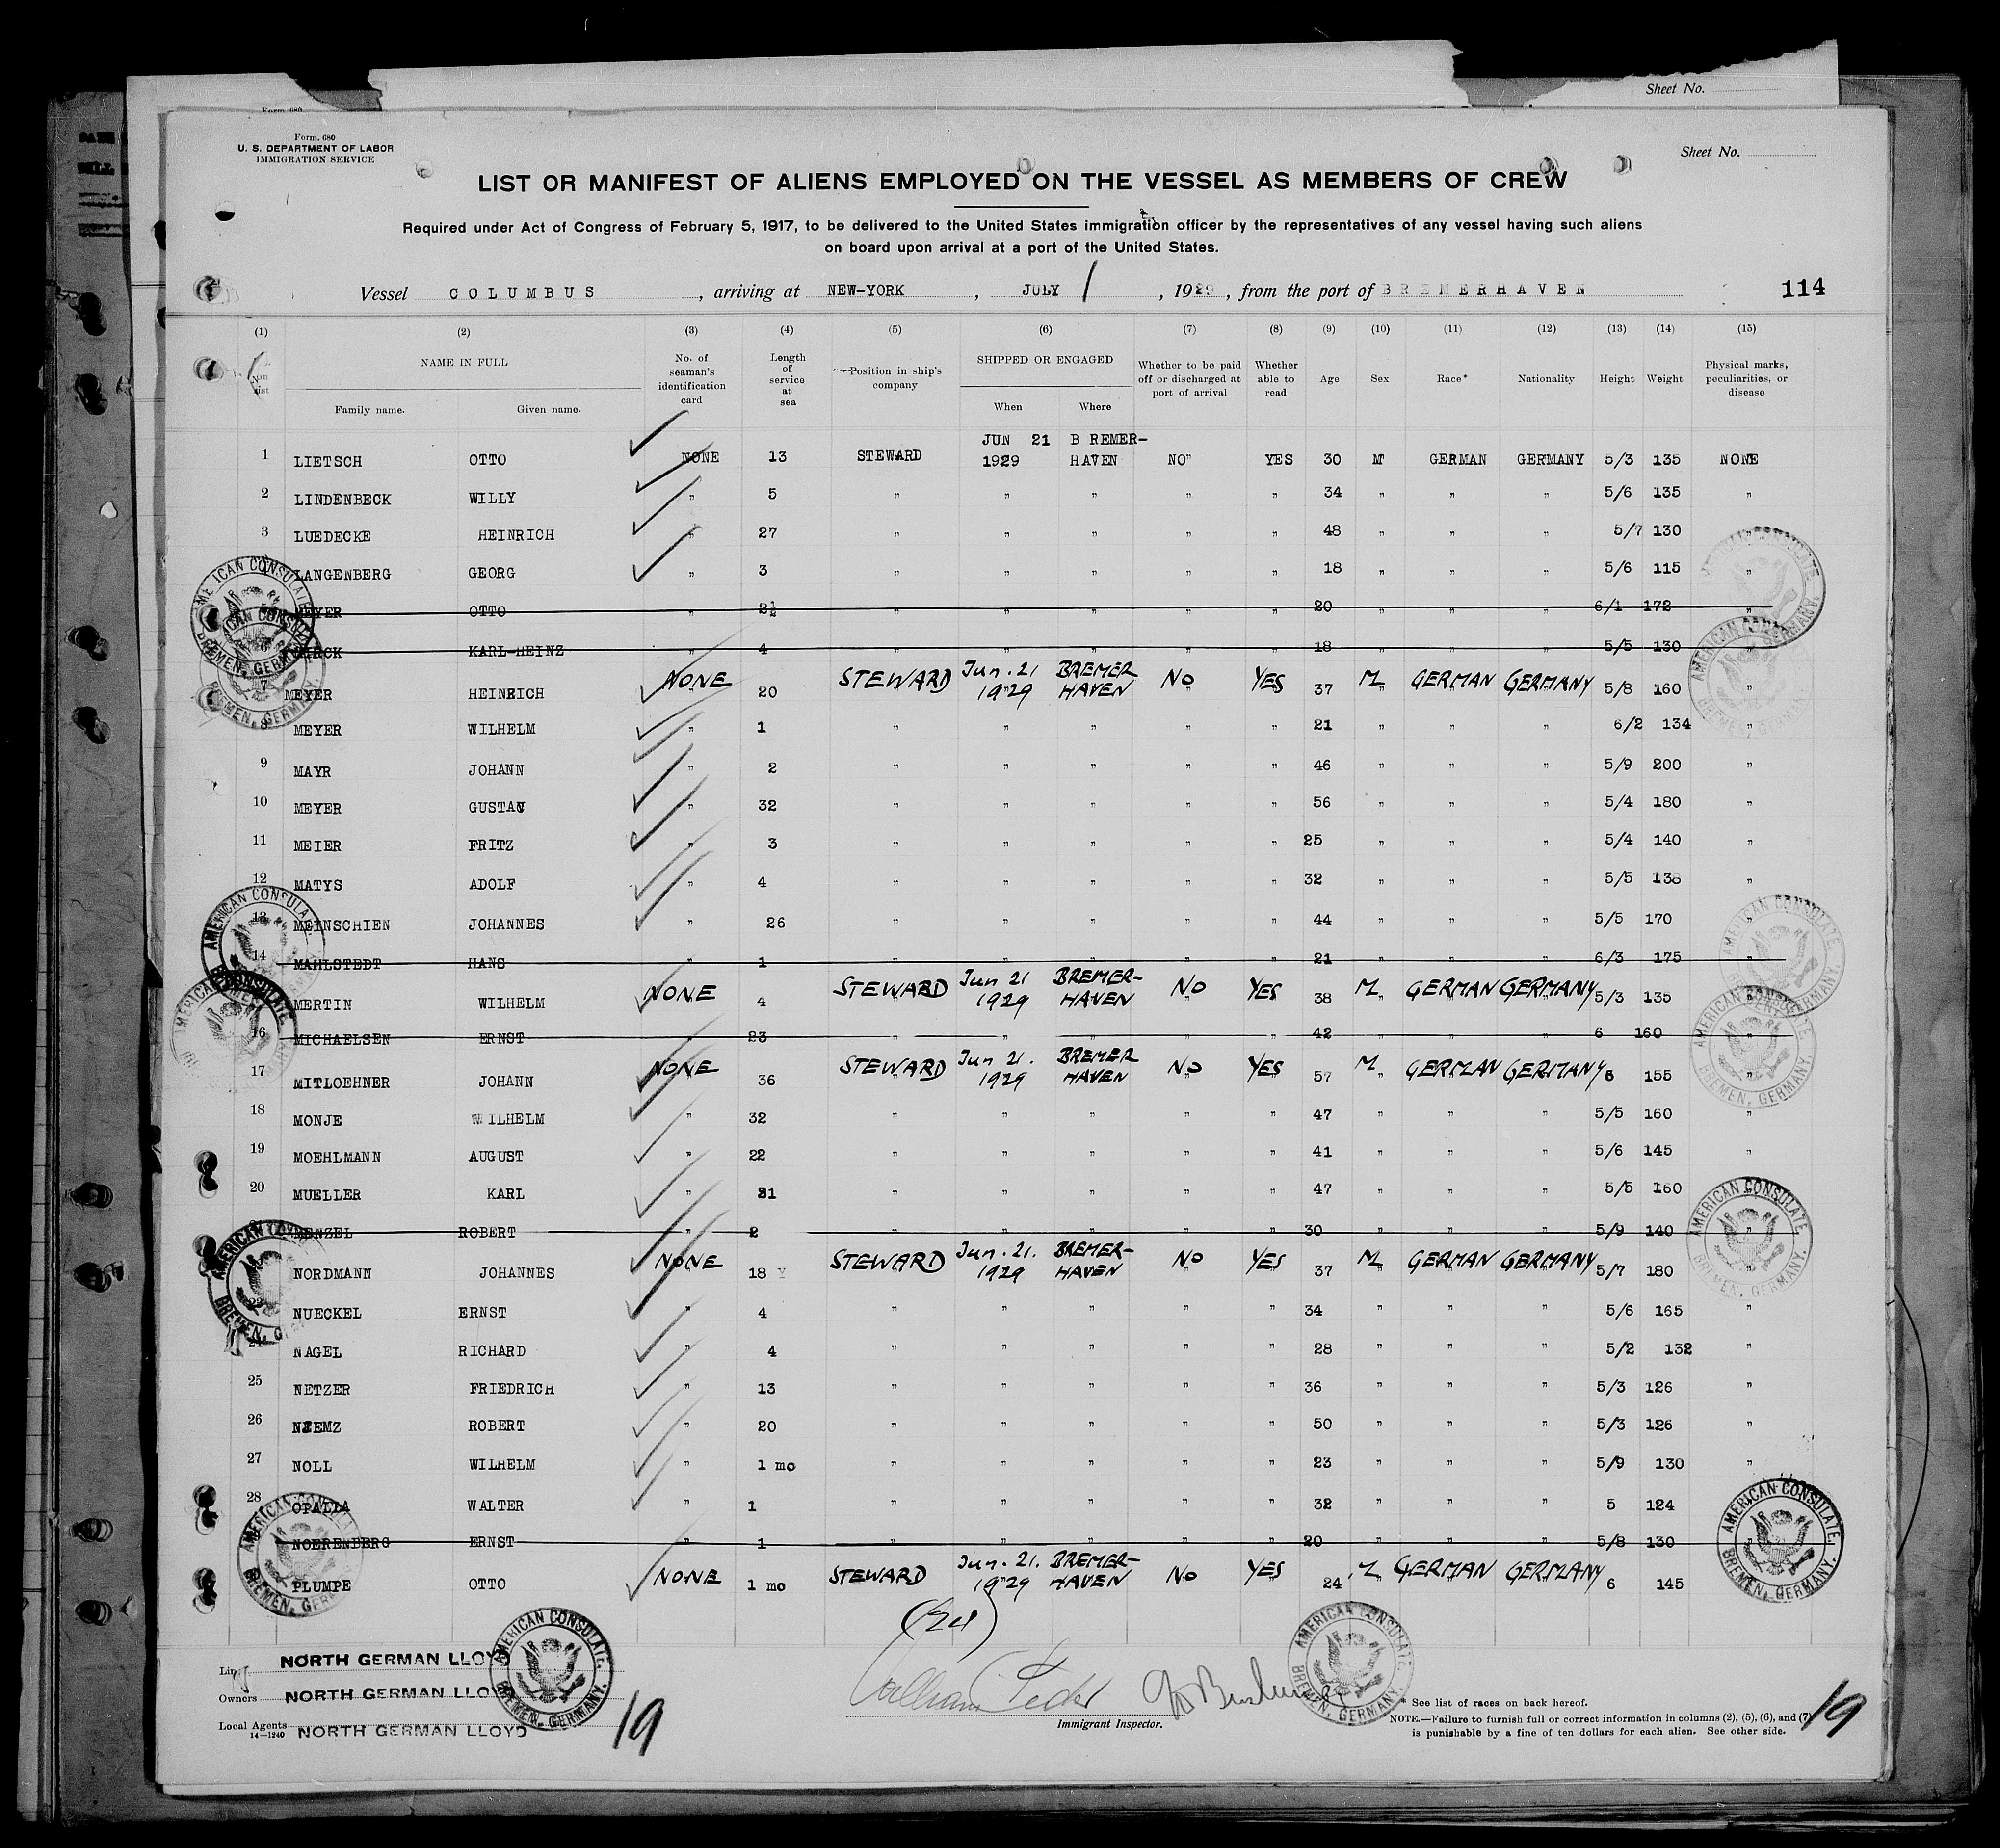 Sheet No.
Form 680
Form. 680
U. S. DEPARTMENT OF LABOR
IMMIGRATION SERVICE
Sheet No.
LIST OR MANIFEST OF ALIENS EMPLOYED ON THE VESSEL AS MEMBERS OF CREW
Required under Act of Congress of February 5, 1917, to be delivered to the United States immigration officer by the representatives of any vessel having such aliens
on board upon arrival at a port of the United States.
Vessel COLUMBUS , arriving at NEW-YORK , JULY 1 , 1929 , from the port of BREMERHAVEN 114
(1) (2) (3) (4) (5) (6) (7) (8) (9) (10) (11) (12) (13) (14) (15)
NAME IN FULL No. of seaman's identification card Length of service at sea Position in ship's company SHIPPED OR ENGAGED Whether to be paid off or discharged at port of arrival Whether able to read Age Sex Race* Nationality Height Weight Physical marks, peculiarities, or disease
Family name. Given name. When Where
JUN 21 B REMER-
1 LIETSCH OTTO NONE 13 STEWARD 1929 HAVEN NO" YES 30 M GERMAN GERMANY 5/3 135 NONE
2 LINDENBECK WILLY " 5 " " " " " 34 " " " 5/6 135 "
3 LUEDECKE HEINRICH " 27 " " " " " 48 " " " 5/7 130 "
LANGENBERG GEORG " 3 " " " " " 18 " " " 5/6 115 "
MEYER OTTO " 2½ " " " " " 20 " " " 6/1 172 "
KARL-HEINZ " 4 " " " " " 18 " " " 5/5 130 "
7 MEYER HEINRICH NONE 20 STEWARD Jun. 21 1929 BREMER HAVEN No YES 37 M GERMAN GERMANY 5/8 160 "
8 MEYER WILHELM " 1 " " " " " 21 " " " 6/2 134 "
9 MAYR JOHANN " 2 " " " " " 46 " " " 5/9 200 "
10 MEYER GUSTAV " 32 " " " " " 56 " " " 5/4 180 "
11 MEIER FRITZ " 3 " " " " " 25 " " " 5/4 140 "
12 MATYS ADOLF " 4 " " " " " 32 " " " 5/5 138 "
13 MEINSCHIEN JOHANNES " 26 " " " " " 44 " " " 5/5 170 "
14 MAHLSTEDT HANS " 1 " " " " " 21 " " " 6/3 175 "
MERTIN WILHELM NONE 4 STEWARD Jun 21 1929 BREMER-HAVEN No YES 38 M GERMAN GERMANY 5/3 135 "
16 MICHAELSEN ERNST " 23 " " " " " 42 " " " 6 160 "
17 MITLOEHNER JOHANN NONE 36 STEWARD Jun 21. 1929 BREMER HAVEN No YES 57 M GERMAN GERMANY 6 155 "
18 MONJE WILHELM " 32 " " " " " 47 " " " 5/5 160 "
19 MOEHLMANN AUGUST " 22 " " " " " 41 " " " 5/6 145 "
20 MUELLER KARL " 31 " " " " " 47 " " " 5/5 160 "
MENZEL ROBERT " 2 " " " " " 30 " " " 5/9 140 "
NORDMANN JOHANNES NONE 18 Y STEWARD Jun. 21. 1929 BREMER-HAVEN No YES 37 M GERMAN GERMANY 5/7 180 "
23 NUECKEL ERNST " 4 " " " " " 34 " " " 5/6 165 "
24 NAGEL RICHARD " 4 " " " " " 28 " " " 5/2 132 "
25 NETZER FRIEDRICH " 13 " " " " " 36 " " " 5/3 126 "
26 NIEMZ ROBERT " 20 " " " " " 50 " " " 5/3 126 "
27 NOLL WILHELM " 1 mo " " " " " 23 " " " 5/9 130 "
28 OPALLA WALTER " 1 " " " " " 32 " " " 5 124
NOERENBERG ERNST " 1 " " " " " 20 " " " 5/8 130
PLUMPE OTTO NONE 1 mo STEWARD Jun. 21. 1929 BREMER-HAVEN No YES 24 M GERMAN GERMANY 6 145
(24)
Line NORTH GERMAN LLOYD
Owners NORTH GERMAN LLOYD
Local Agents NORTH GERMAN LLOYD
14—1240
19
Immigrant Inspector.
* See list of races on back hereof.
NOTE.—Failure to furnish full or correct information in columns (2), (5), (6), and (7)
is punishable by a fine of ten dollars for each alien. See other side.
19
AMERICAN CONSULATE, BREMEN, GERMANY.